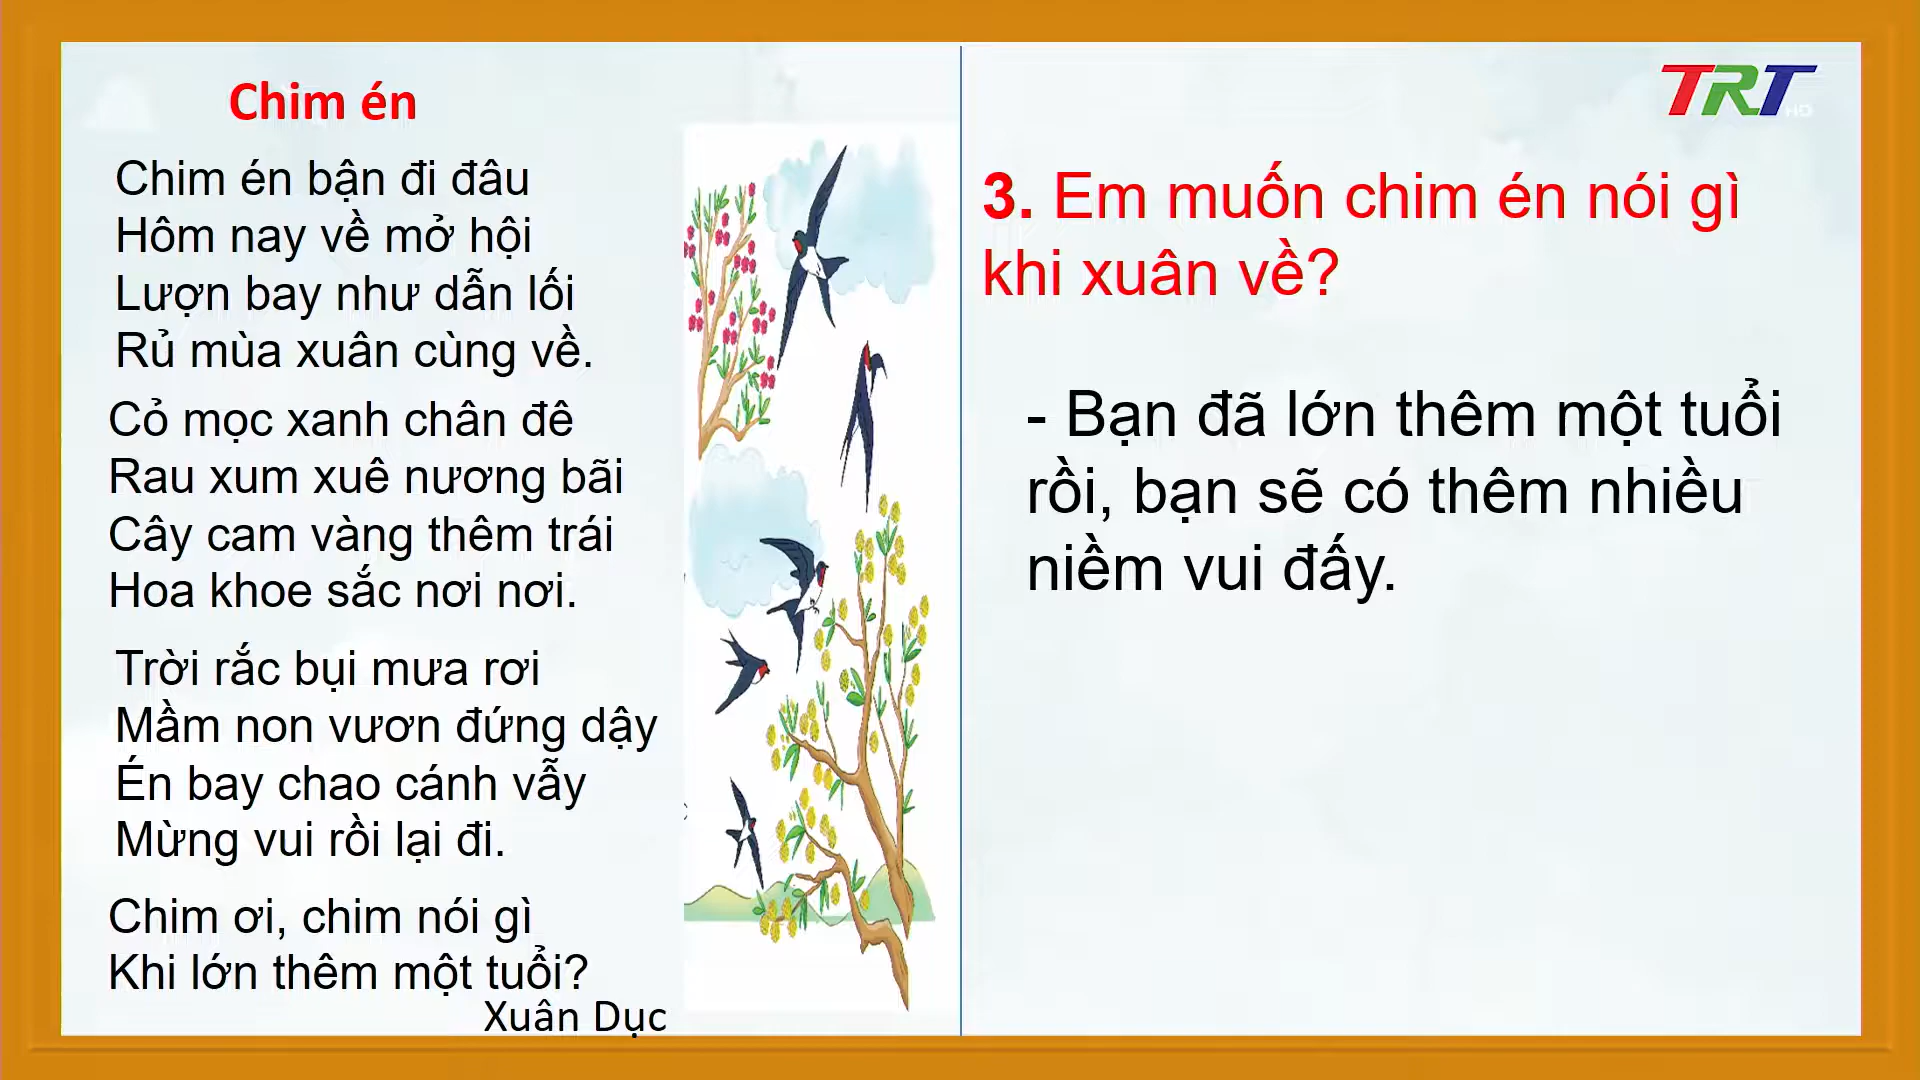 Chim én
Chim én bận đi đâu
Hôm nay về mở hội
Lượn bay như dẫn lối
Rủ mùa xuân cùng về.
Cỏ mọc xanh chân đê
Rau xum xuê nương bãi
Cây cam vàng thêm trái
Hoa khoe sắc nơi nơi.
Trời rắc bụi mưa rơi
Mầm non vươn đứng dậy
Én bay chao cánh vẫy
Mừng vui rồi lại đi.
Chim ơi, chim nói gì
Khi lớn thêm một tuổi?
Xuân Dục
TRT
HD
3. Em muốn chim én nói gì
khi xuân về?
- Bạn đã lớn thêm một tuổi
rồi, bạn sẽ có thêm nhiều
niềm vui đấy.